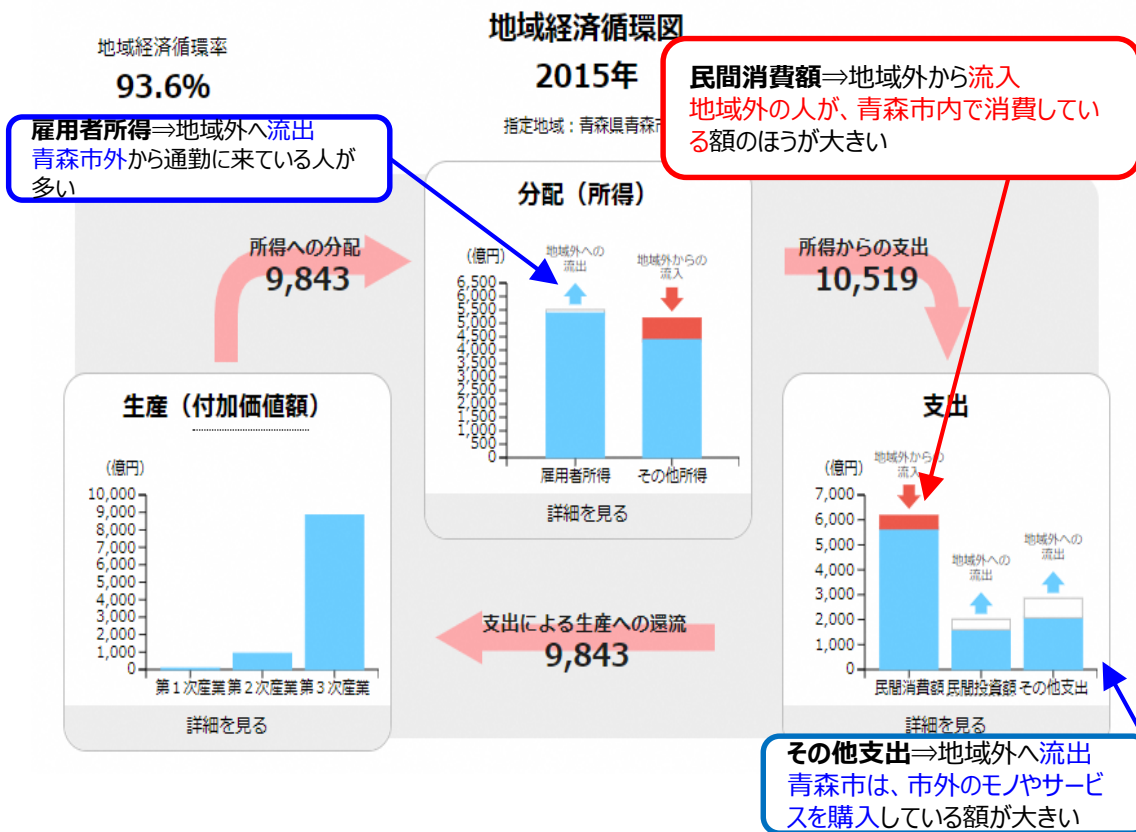 地域経済循環図
2015年
地域経済循環率
93.6%
指定地域：青森県青森市
民間消費額⇒地域外から流入
地域外の人が、青森市内で消費してい
る額のほうが大きい
雇用者所得⇒地域外へ流出
青森市外から通勤に来ている人が
多い
所得への分配
9,843
分配（所得）
(億円)
地域外への
流出
地域外からの
流入
6,500
6,000
5,500
5,000
4,500
4,000
3,500
3,000
2,500
2,000
1,500
1,000
500
0
雇用者所得
その他所得
詳細を見る
所得からの支出
10,519
生産（付加価値額）
(億円)
10,000
9,000
8,000
7,000
6,000
5,000
4,000
3,000
2,000
1,000
0
第１次産業
第２次産業
第３次産業
詳細を見る
支出による生産への還流
9,843
支出
(億円)
地域外からの
流入
地域外への
流出
地域外への
流出
7,000
6,000
5,000
4,000
3,000
2,000
1,000
0
民間消費額
民間投資額
その他支出
詳細を見る
その他支出⇒地域外へ流出
青森市は、市外のモノやサービ
スを購入している額が大きい